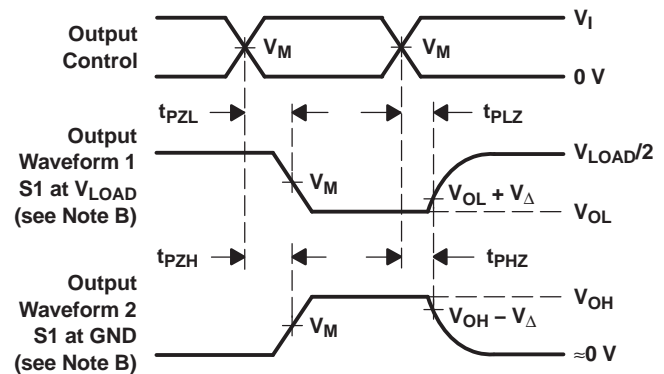 Output
Control
V_M
V_M
V_I
0 V
t_PZL
t_PLZ
Output
Waveform 1
S1 at V_LOAD
(see Note B)
V_M
V_LOAD/2
V_OL + V_Δ
V_OL
t_PZH
t_PHZ
Output
Waveform 2
S1 at GND
(see Note B)
V_M
V_OH
V_OH − V_Δ
≈0 V